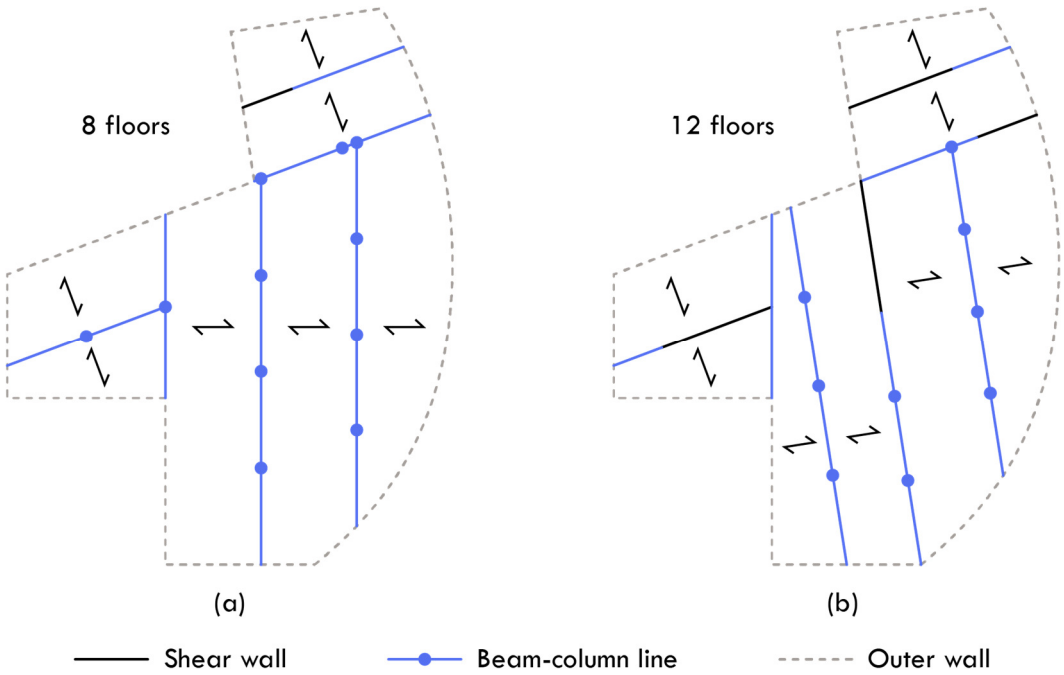 8 floors
12 floors
(a)
(b)
Shear wall
Beam-column line
Outer wall